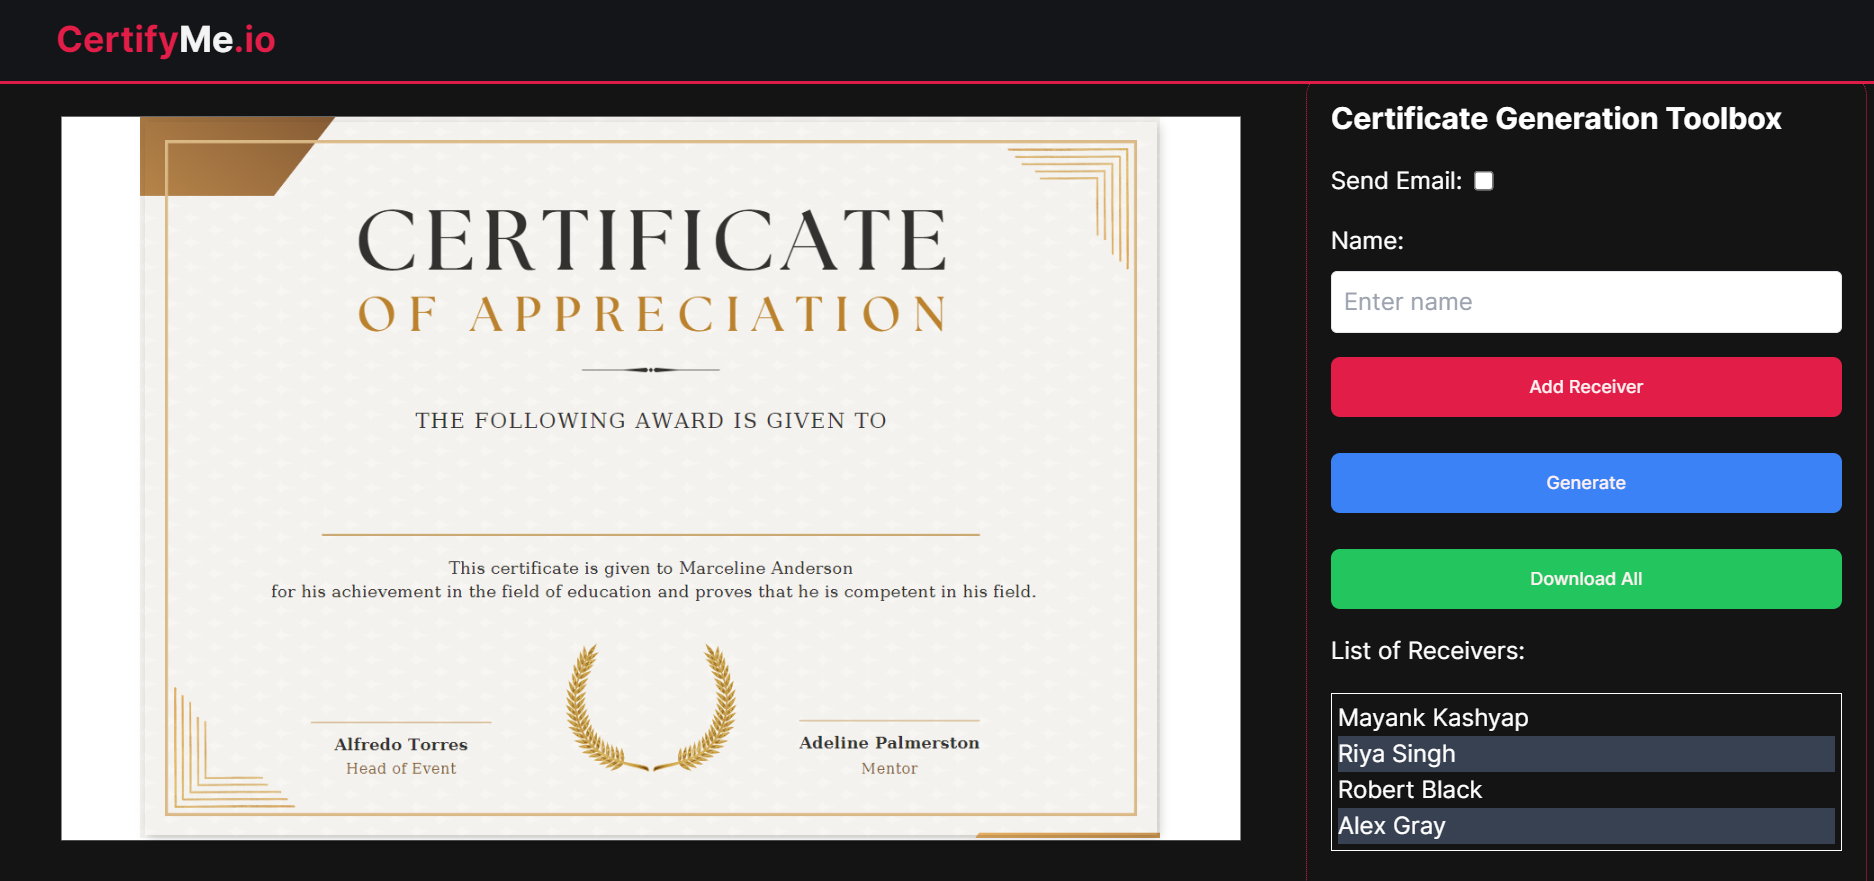 CertifyMe.io
CERTIFICATE
OF APPRECIATION
THE FOLLOWING AWARD IS GIVEN TO
This certificate is given to Marceline Anderson
for his achievement in the field of education and proves that he is competent in his field.
Alfredo Torres
Head of Event
Adeline Palmerston
Mentor
Certificate Generation Toolbox
Send Email:
Name:
Enter name
Add Receiver
Generate
Download All
List of Receivers:
Mayank Kashyap
Riya Singh
Robert Black
Alex Gray